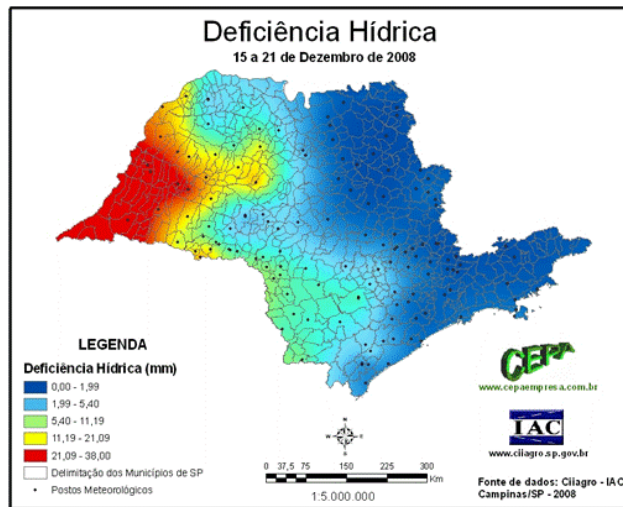 Deficiência Hídrica
15 a 21 de Dezembro de 2008
LEGENDA
Deficiência Hídrica (mm)
0,00 - 1,99
1,99 - 5,40
5,40 - 11,19
11,19 - 21,09
21,09 - 38,00
Delimitação dos Municípios de SP
Postos Meteorológicos
N
W E
S
0 37,5 75 150 225 300
Km
1:5.000.000
CEPA
www.cepaempresa.com.br
IAC
www.ciiagro.sp.gov.br
Fonte de dados: Ciiagro - IAC
Campinas/SP - 2008